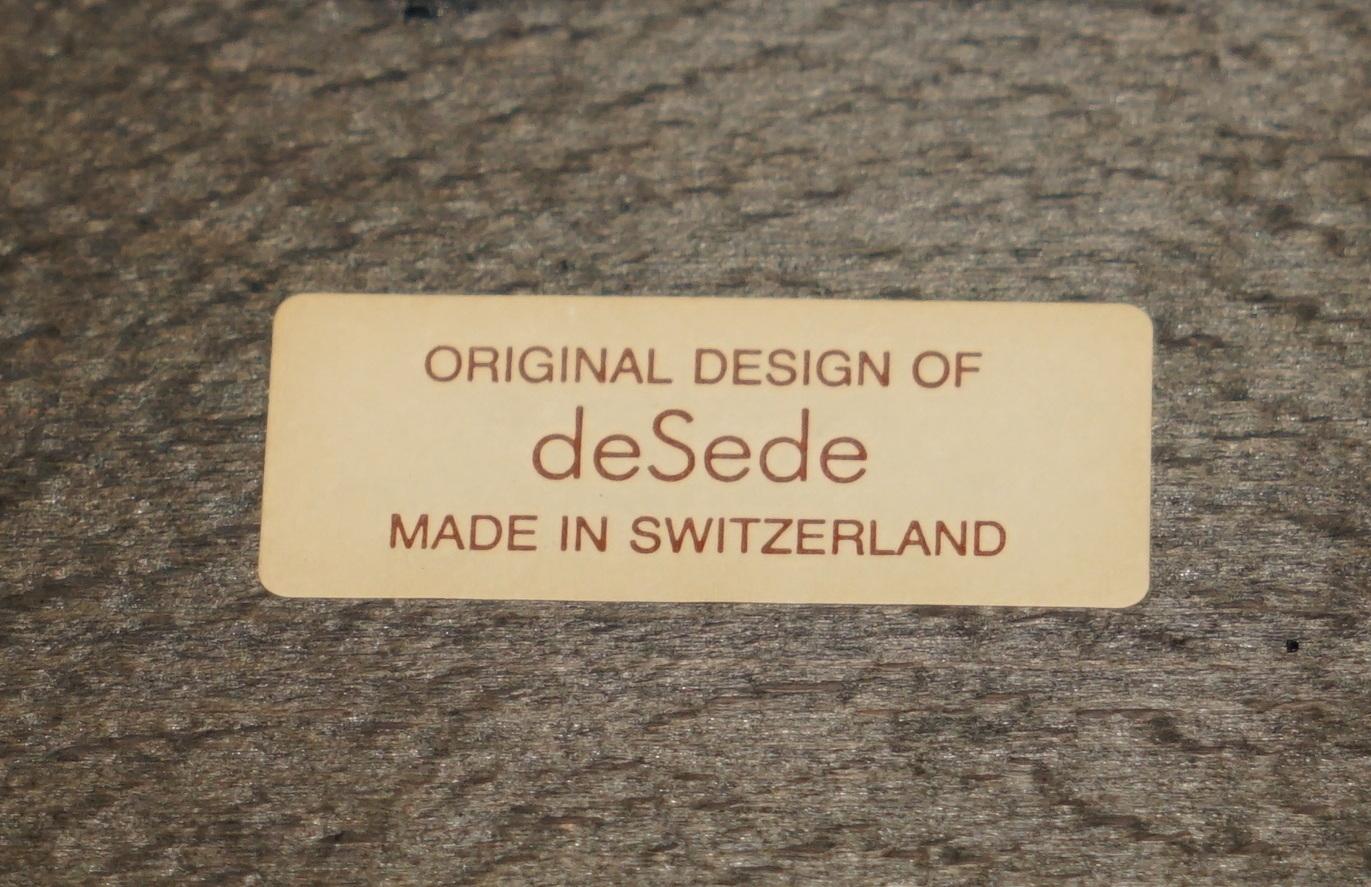 ORIGINAL DESIGN OF
deSede
MADE IN SWITZERLAND